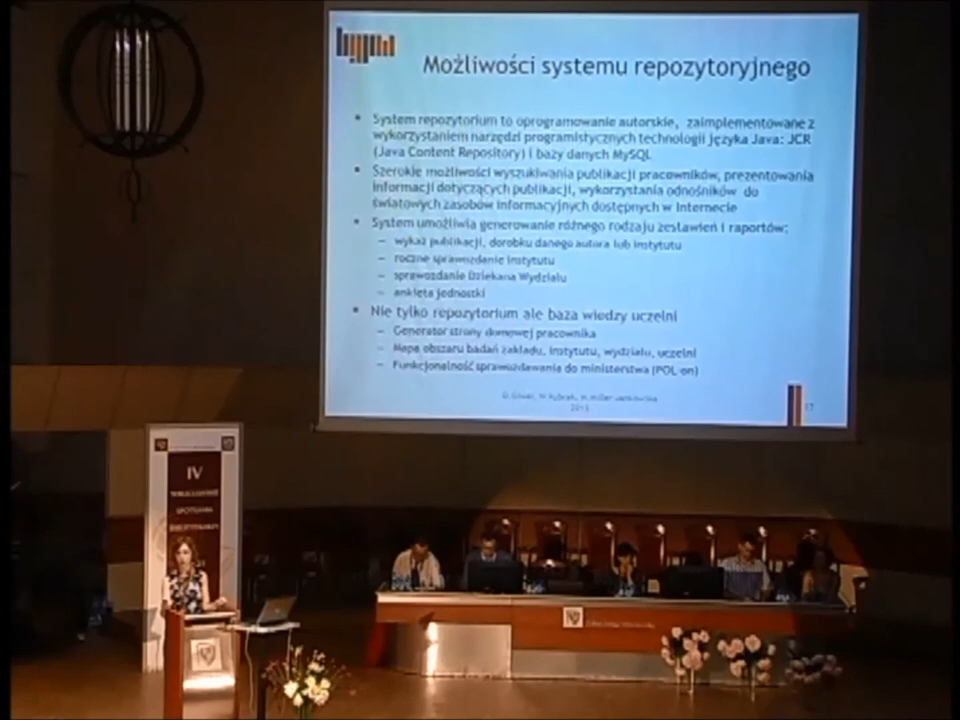 Możliwości systemu repozytoryjnego
• System repozytorium to oprogramowanie autorskie, zaimplementowane z
wykorzystaniem narzędzi programistycznych technologii języka Java: JCR
(Java Content Repository) i bazy danych MySQL
• Szerokie możliwości wyszukiwania publikacji pracowników, prezentowania
informacji dotyczących publikacji, wykorzystania odnośników do
światowych zasobów informacyjnych dostępnych w Internecie
• System umożliwia generowanie różnego rodzaju zestawień i raportów:
– wykaz publikacji, dorobku danego autora lub instytutu
– roczne sprawozdanie instytutu
– sprawozdanie Dziekana Wydziału
– ankieta jednostki
• Nie tylko repozytorium ale baza wiedzy uczelni
– Generator strony domowej pracownika
– Mapa obszaru badań zakładu, instytutu, wydziału, uczelni
– Funkcjonalność sprawozdawania do ministerstwa (POL-on)
IV
SPOTKANIA